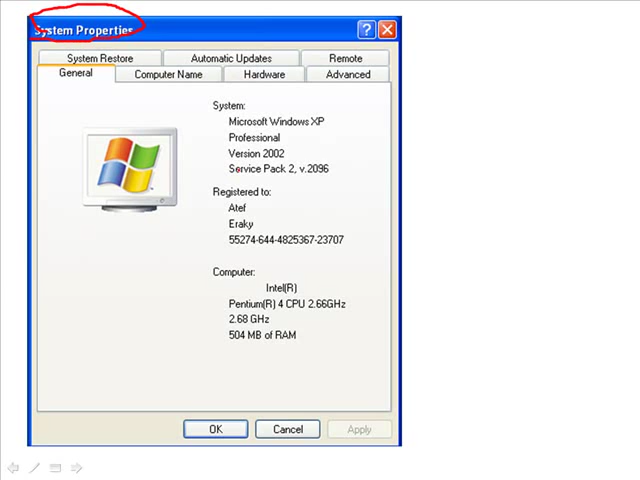 System Properties
System Restore Automatic Updates Remote
General Computer Name Hardware Advanced
System:
Microsoft Windows XP
Professional
Version 2002
Service Pack 2, v.2096
Registered to:
Atef
Eraky
55274-644-4825367-23707
Computer:
Intel(R)
Pentium(R) 4 CPU 2.66GHz
2.68 GHz
504 MB of RAM
OK Cancel Apply